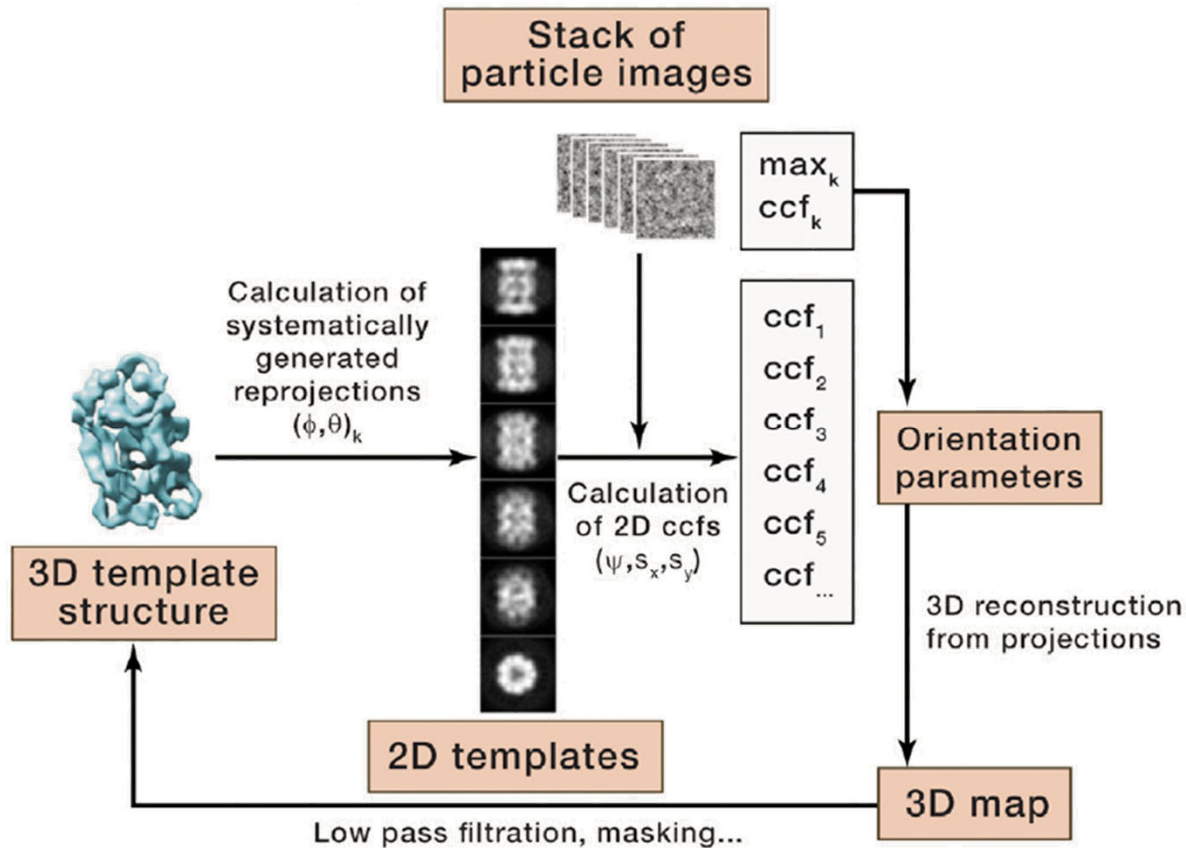 Stack of
particle images
max_k
ccf_k
Calculation of
systematically
generated
reprojections
(ϕ,θ)_k
ccf_1
ccf_2
ccf_3
ccf_4
ccf_5
ccf_...
Calculation
of 2D ccfs
(ψ,s_x,s_y)
Orientation
parameters
3D template
structure
3D reconstruction
from projections
2D templates
3D map
Low pass filtration, masking...